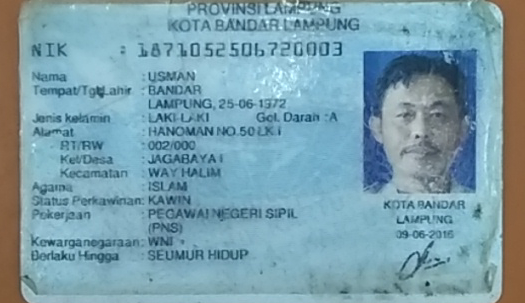 PROVINSI LAMPUNG
KOTA BANDAR LAMPUNG
NIK : 1871052506720003
Nama : USMAN
Tempat/Tgl Lahir : BANDAR
LAMPUNG, 25-06-1972
Jenis kelamin : LAKI-LAKI Gol. Darah :A
Alamat : HANOMAN NO.50 LK I
RT/RW : 002/000
Kel/Desa : JAGABAYA I
Kecamatan : WAY HALIM
Agama : ISLAM
Status Perkawinan: KAWIN
Pekerjaan : PEGAWAI NEGERI SIPIL
(PNS)
Kewarganegaraan: WNI
Berlaku Hingga : SEUMUR HIDUP
KOTA BANDAR
LAMPUNG
09-06-2016